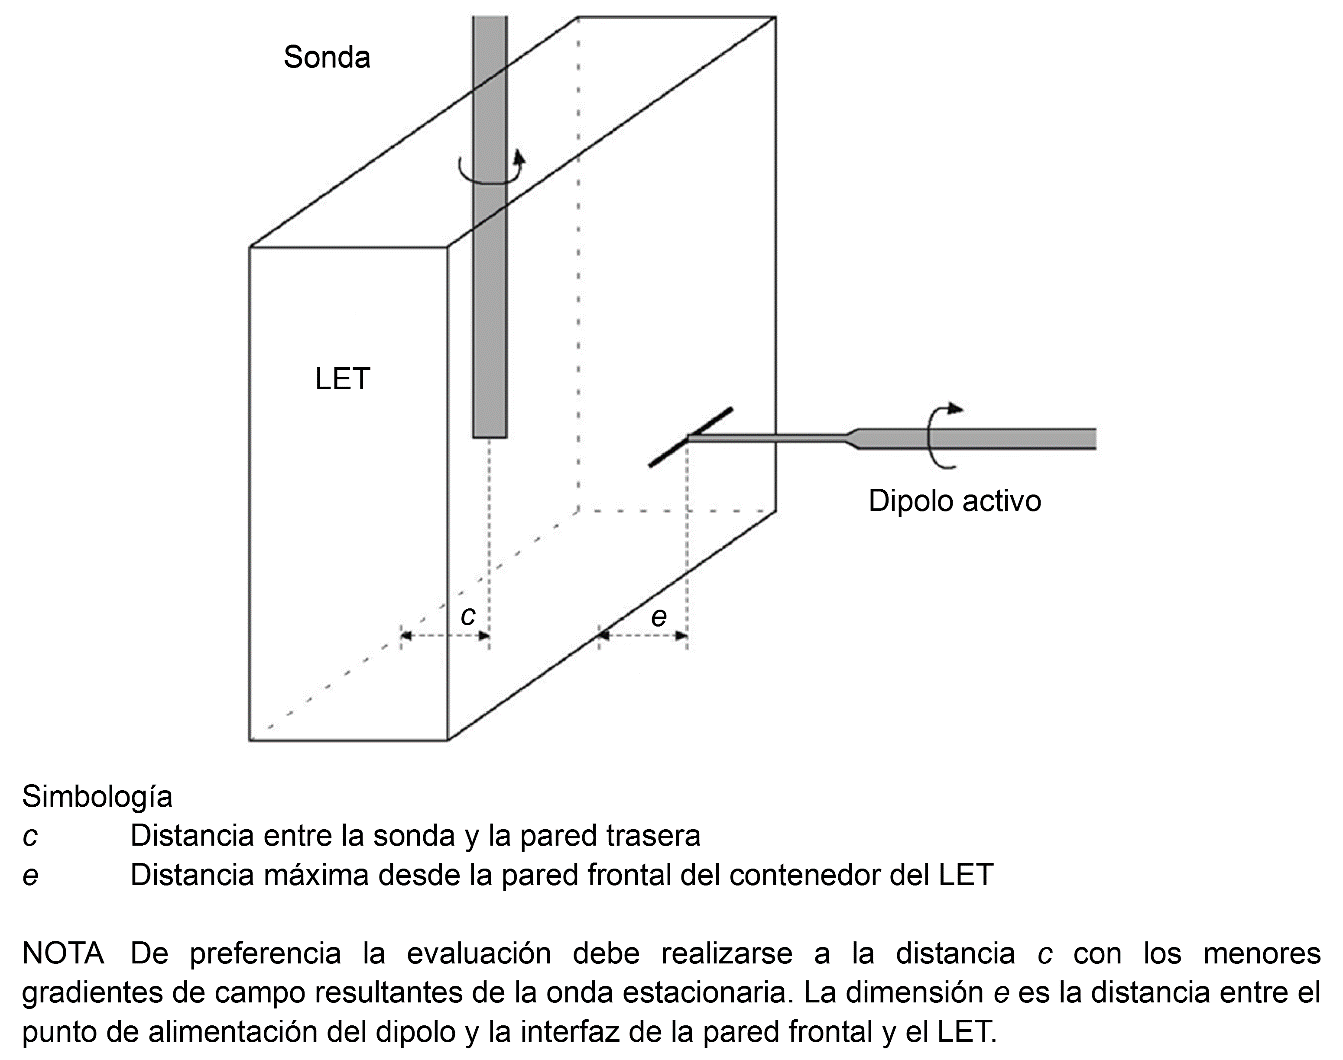 Sonda
LET
Dipolo activo
c
e
Simbología
c Distancia entre la sonda y la pared trasera
e Distancia máxima desde la pared frontal del contenedor del LET
NOTA De preferencia la evaluación debe realizarse a la distancia c con los menores
gradientes de campo resultantes de la onda estacionaria. La dimensión e es la distancia entre el
punto de alimentación del dipolo y la interfaz de la pared frontal y el LET.